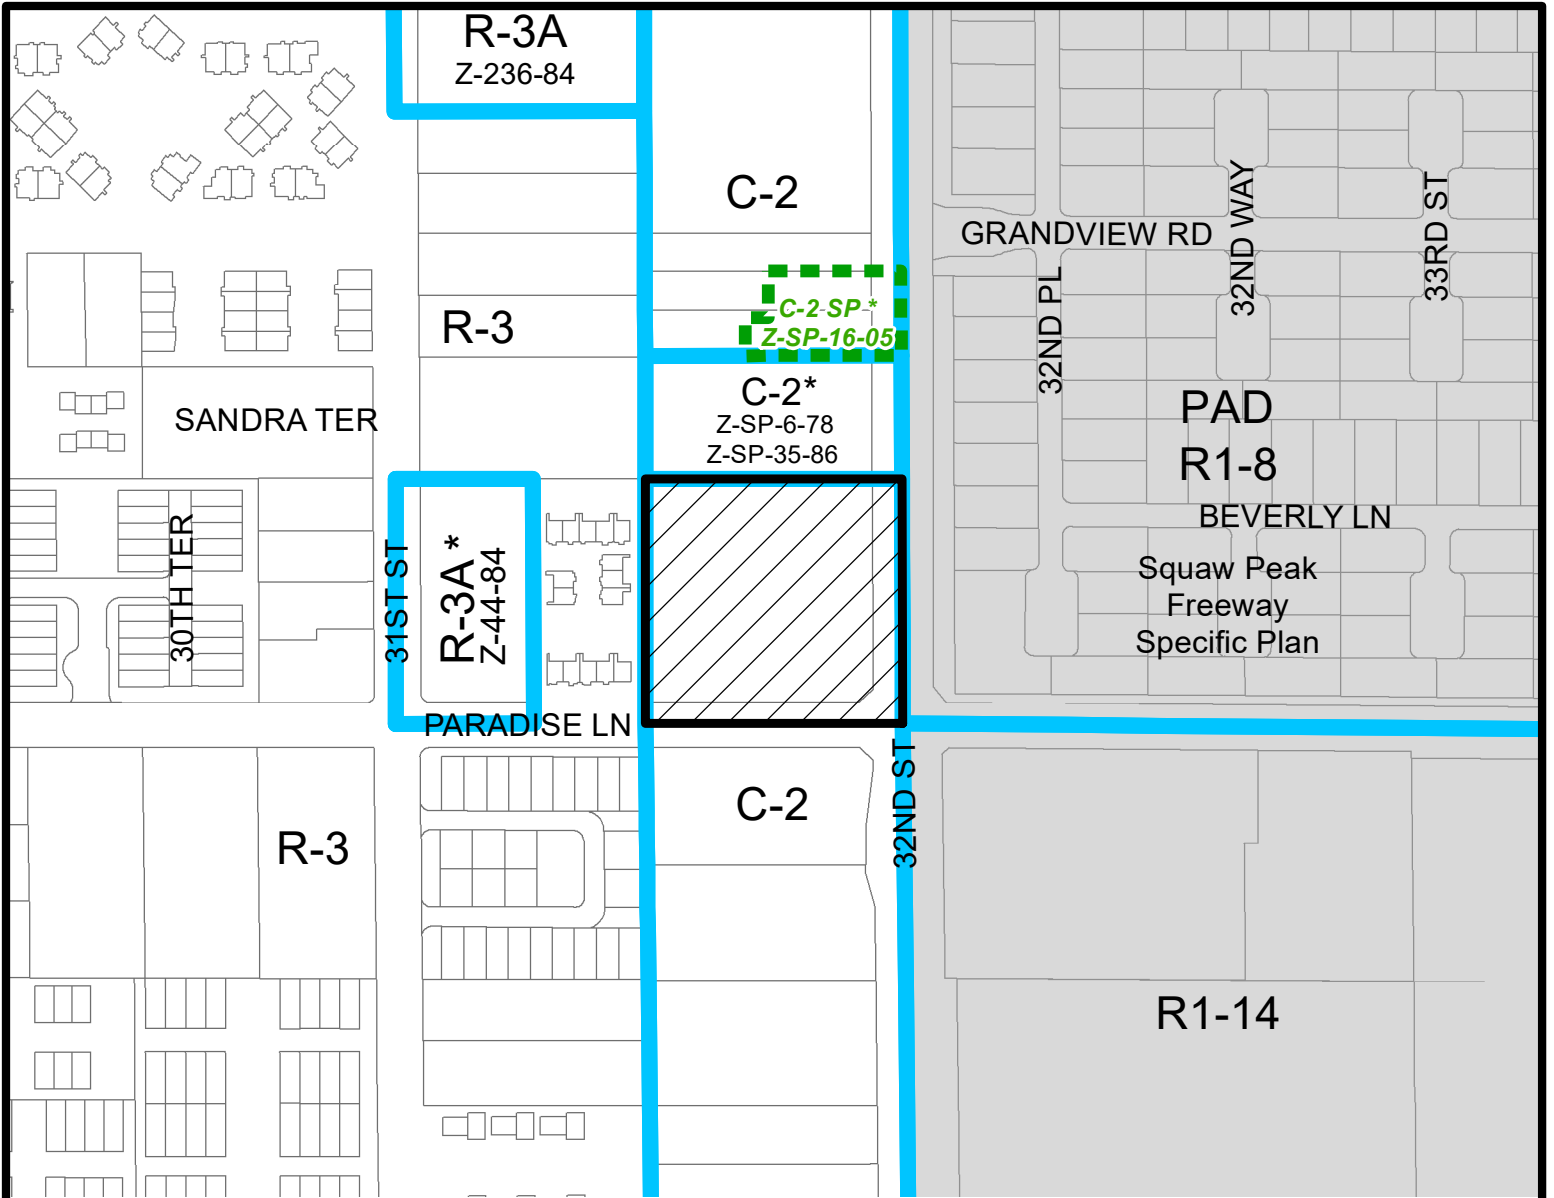 R-3A
Z-236-84
C-2
GRANDVIEW RD
32ND WAY
33RD ST
32ND PL
C-2 SP *
Z-SP-16-05
R-3
C-2*
Z-SP-6-78
Z-SP-35-86
SANDRA TER
PAD
R1-8
BEVERLY LN
Squaw Peak
Freeway
Specific Plan
30TH TER
31ST ST
R-3A *
Z-44-84
PARADISE LN
32ND ST
C-2
R-3
R1-14